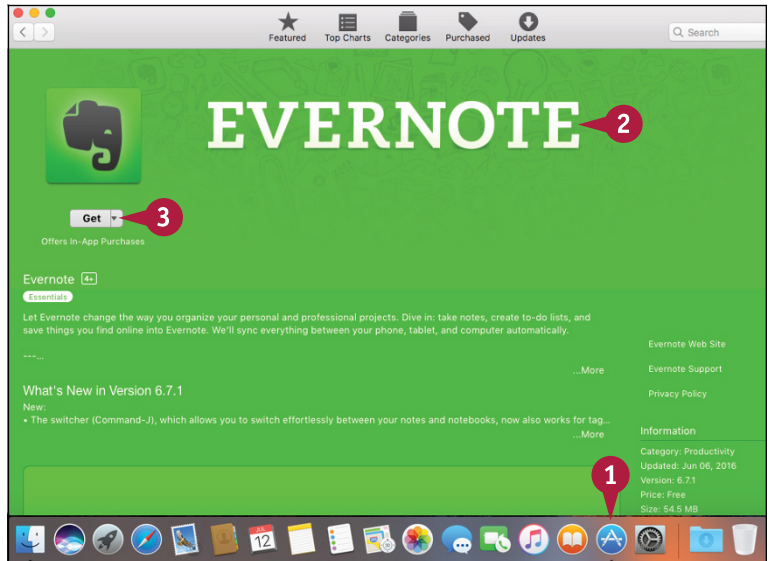 Featured Top Charts Categories Purchased Updates
Search
EVERNOTE
2
Get
3
Offers In-App Purchases
Evernote 4+
Essentials
Let Evernote change the way you organize your personal and professional projects. Dive in: take notes, create to-do lists, and
save things you find online into Evernote. We'll sync everything between your phone, tablet, and computer automatically.
---...
...More
What's New in Version 6.7.1
New:
• The switcher (Command-J), which allows you to switch effortlessly between your notes and notebooks, now also works for tag...
...More
Evernote Web Site
Evernote Support
Privacy Policy
Information
Category: Productivity
Updated: Jun 06, 2016
Version: 6.7.1
Price: Free
Size: 54.5 MB
1
JUL
12